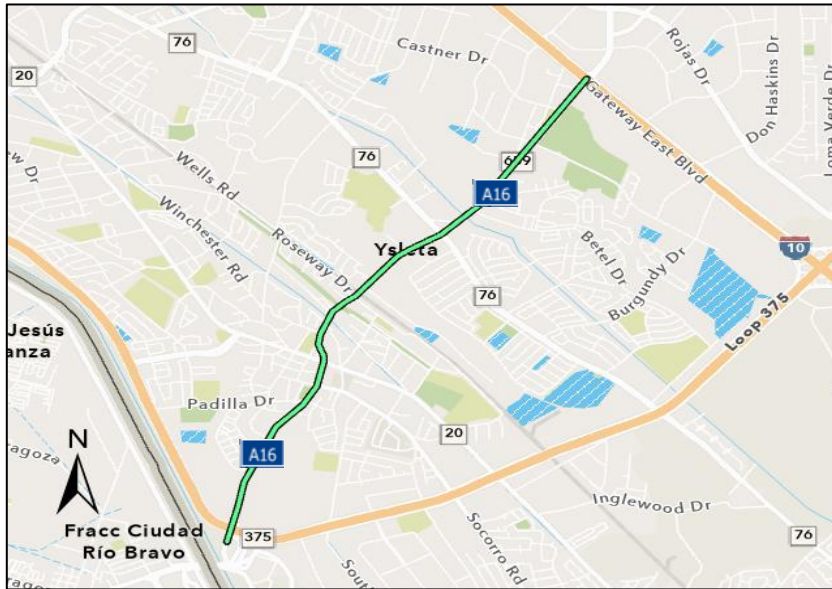 76
Castner Dr
Rojas Dr
20
Don Haskins Dr
Loma Verde Dr
Gateway East Blvd
76
659
Wells Rd
A16
Winchester Rd
Roseway Dr
Ysleta
Betel Dr
10
Burgundy Dr
76
Loop 375
Jesús
anza
Padilla Dr
20
A16
N
Inglewood Dr
Fracc Ciudad
Río Bravo
375
Socorro Rd
76